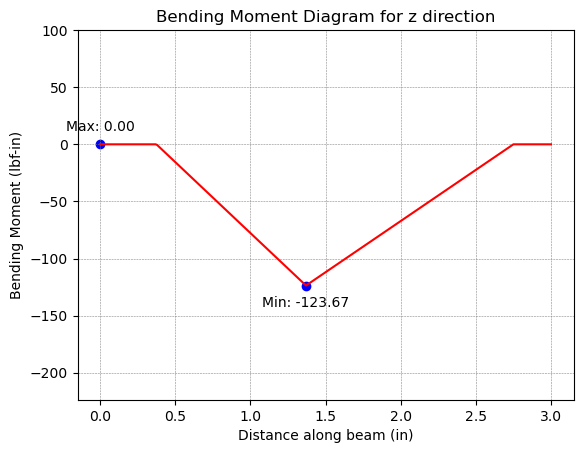 Bending Moment Diagram for z direction
100
50
0
−50
−100
−150
−200
Bending Moment (lbf-in)
Max: 0.00
Min: -123.67
0.0 0.5 1.0 1.5 2.0 2.5 3.0
Distance along beam (in)